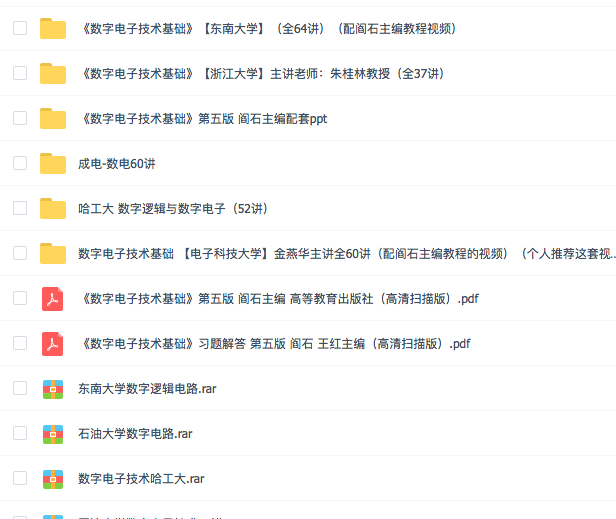 《数字电子技术基础》【东南大学】（全64讲）（配阎石主编教程视频）
《数字电子技术基础》【浙江大学】主讲老师：朱桂林教授（全37讲）
《数字电子技术基础》第五版 阎石主编配套ppt
成电-数电60讲
哈工大 数字逻辑与数字电子（52讲）
数字电子技术基础 【电子科技大学】金燕华主讲全60讲（配阎石主编教程的视频）（个人推荐这套视...
《数字电子技术基础》第五版 阎石主编 高等教育出版社（高清扫描版）.pdf
《数字电子技术基础》习题解答 第五版 阎石 王红主编（高清扫描版）.pdf
东南大学数字逻辑电路.rar
石油大学数字电路.rar
数字电子技术哈工大.rar